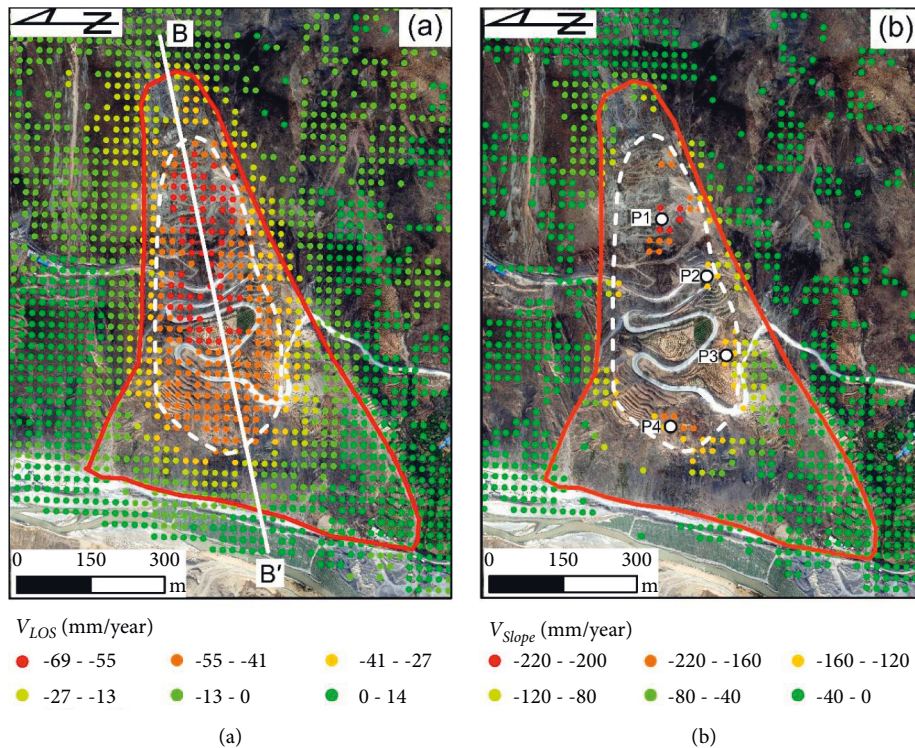 (a)
N
B
B′
0 150 300
m
V_LOS (mm/year)
-69 - -55 -55 - -41 -41 - -27
-27 - -13 -13 - 0 0 - 14
(a)
(b)
N
P1
P2
P3
P4
0 150 300
m
V_Slope (mm/year)
-220 - -200 -220 - -160 -160 - -120
-120 - -80 -80 - -40 -40 - 0
(b)